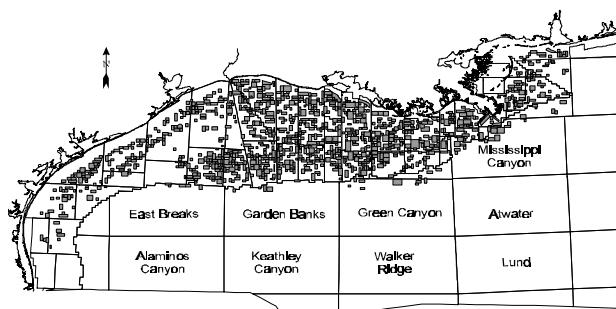 N
Mississippi
Canyon
East Breaks
Garden Banks
Green Canyon
Atwater
Alaminos
Canyon
Keathley
Canyon
Walker
Ridge
Lund